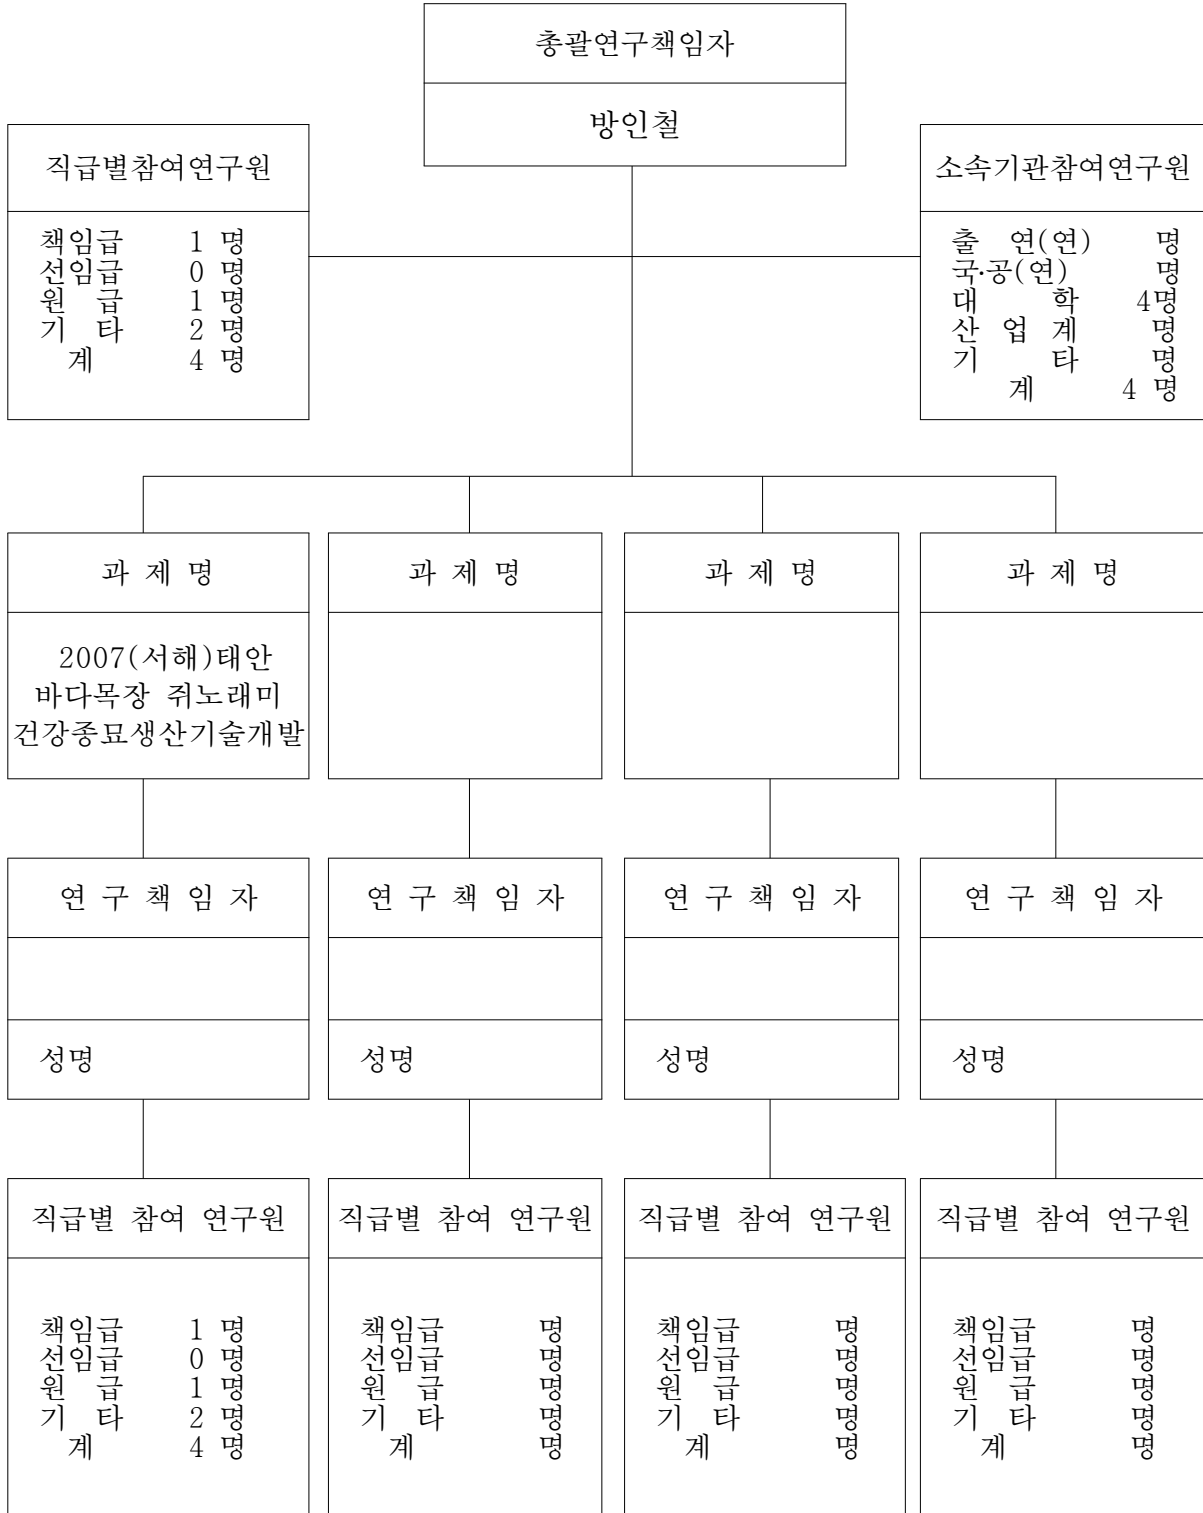 총괄연구책임자
방인철
직급별참여연구원
책임급 1 명
선임급 0 명
원 급 1 명
기 타 2 명
계 4 명
소속기관참여연구원
출 연(연) 명
국·공(연) 명
대 학 4명
산 업 계 명
기 타 명
계 4 명
과 제 명
과 제 명
과 제 명
과 제 명
2007(서해)태안
바다목장 쥐노래미
건강종묘생산기술개발
연 구 책 임 자
연 구 책 임 자
연 구 책 임 자
연 구 책 임 자
성명
성명
성명
성명
직급별 참여 연구원
책임급 1 명
선임급 0 명
원 급 1 명
기 타 2 명
계 4 명
직급별 참여 연구원
책임급 명
선임급 명
원 급 명
기 타 명
계 명
직급별 참여 연구원
책임급 명
선임급 명
원 급 명
기 타 명
계 명
직급별 참여 연구원
책임급 명
선임급 명
원 급 명
기 타 명
계 명